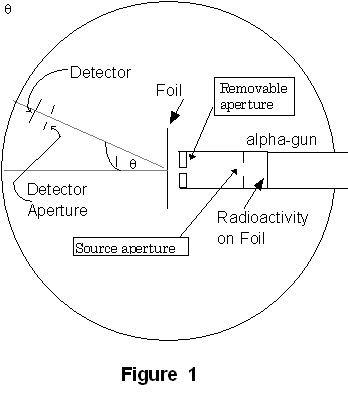 θ
Detector
Foil
Removable
aperture
alpha-gun
θ
Detector
Aperture
Source aperture
Radioactivity
on Foil
Figure 1